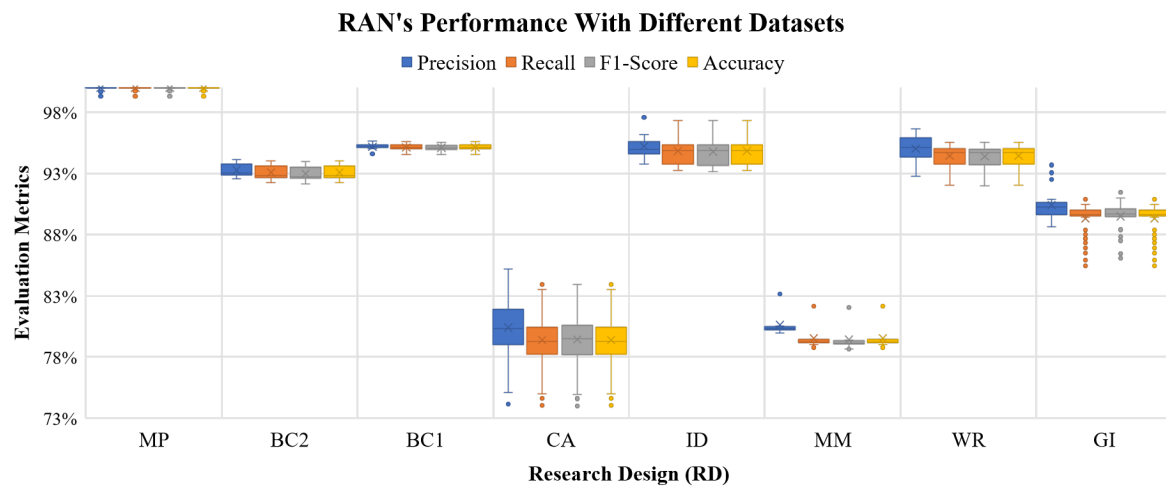 RAN's Performance With Different Datasets
Precision Recall F1-Score Accuracy
98%
93%
88%
83%
78%
73%
Evaluation Metrics
MP BC2 BC1 CA ID MM WR GI
Research Design (RD)